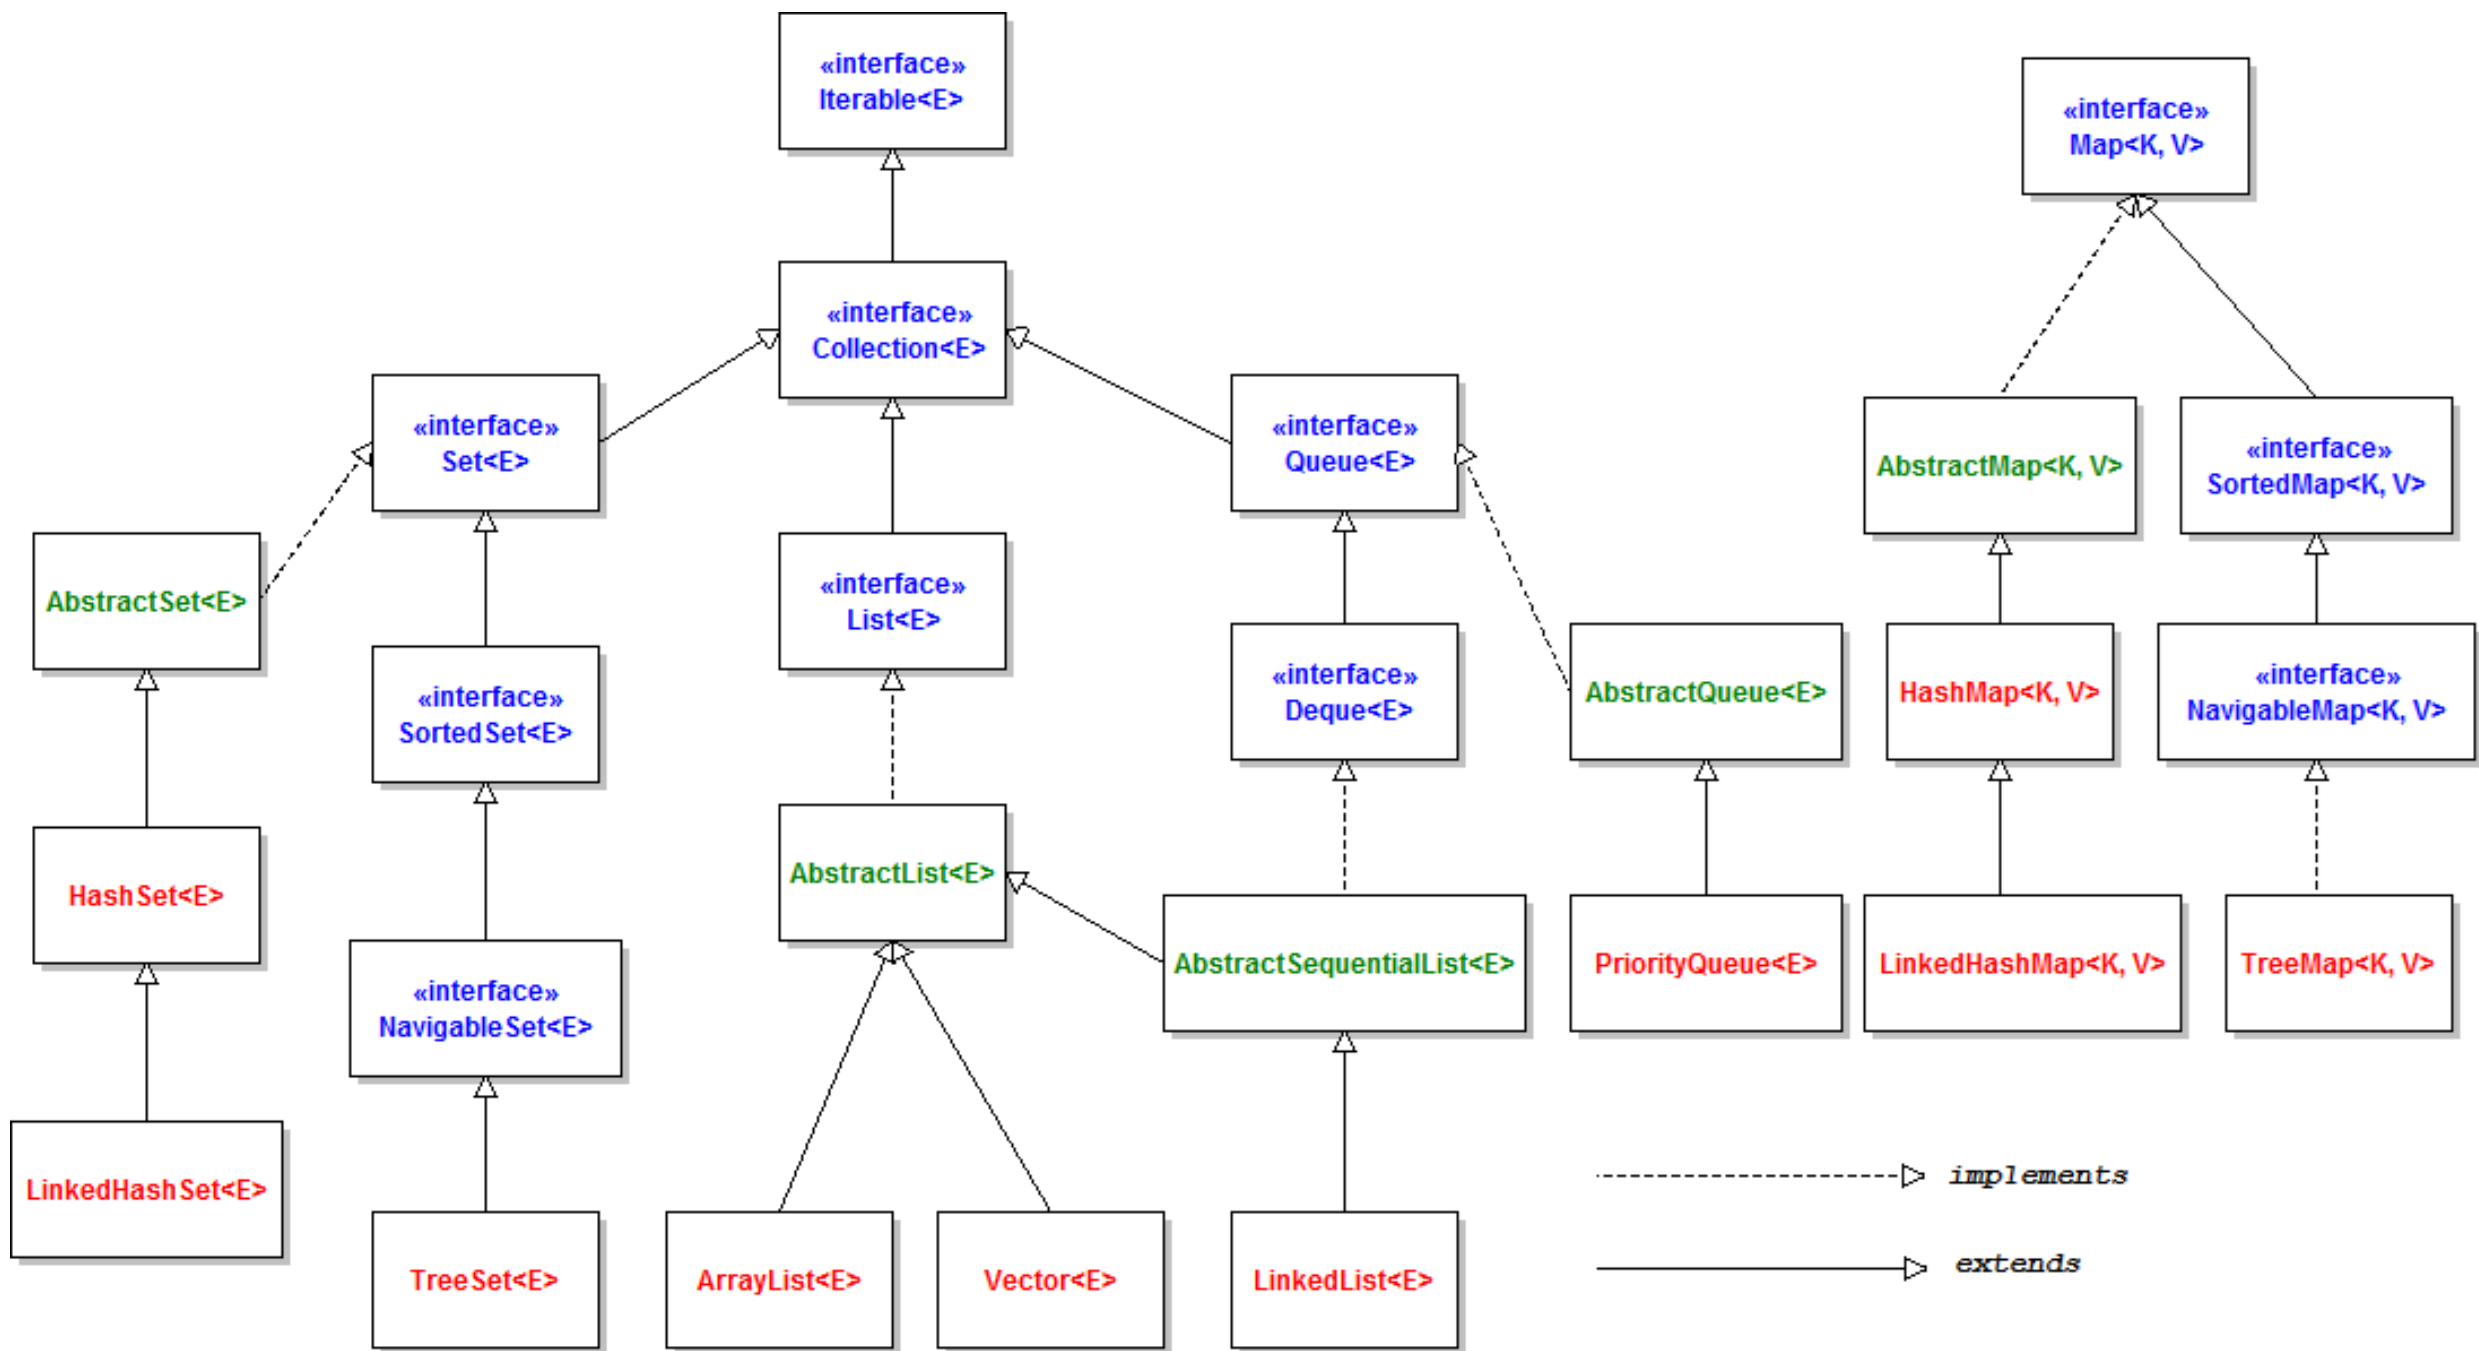 «interface»
Iterable<E>
«interface»
Map<K, V>
«interface»
Collection<E>
«interface»
Set<E>
«interface»
Queue<E>
AbstractMap<K, V>
«interface»
SortedMap<K, V>
AbstractSet<E>
«interface»
List<E>
«interface»
SortedSet<E>
«interface»
Deque<E>
AbstractQueue<E>
HashMap<K, V>
«interface»
NavigableMap<K, V>
HashSet<E>
AbstractList<E>
«interface»
NavigableSet<E>
AbstractSequentialList<E>
PriorityQueue<E>
LinkedHashMap<K, V>
TreeMap<K, V>
LinkedHashSet<E>
TreeSet<E>
ArrayList<E>
Vector<E>
LinkedList<E>
implements
extends